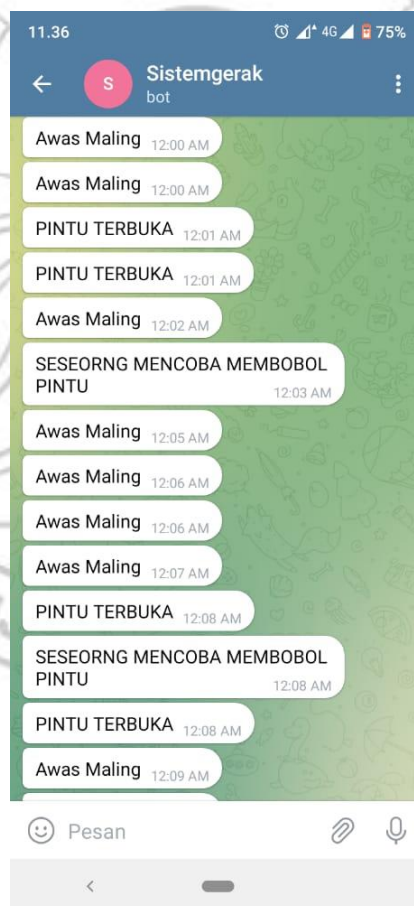 11.36
4G
75%
S
Sistemgerak
bot
Awas Maling 12:00 AM
Awas Maling 12:00 AM
PINTU TERBUKA 12:01 AM
PINTU TERBUKA 12:01 AM
Awas Maling 12:02 AM
SESEORNG MENCOBA MEMBOBOL
PINTU 12:03 AM
Awas Maling 12:05 AM
Awas Maling 12:06 AM
Awas Maling 12:06 AM
Awas Maling 12:07 AM
PINTU TERBUKA 12:08 AM
SESEORNG MENCOBA MEMBOBOL
PINTU 12:08 AM
PINTU TERBUKA 12:08 AM
Awas Maling 12:09 AM
Pesan